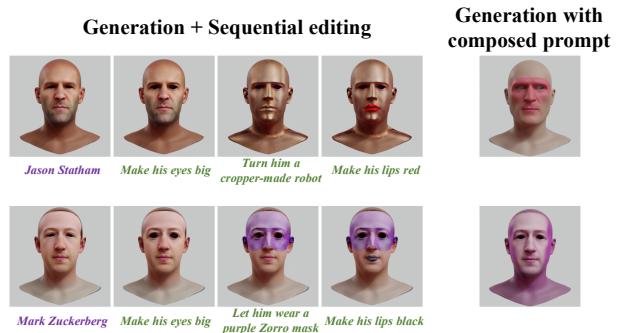 Generation + Sequential editing
Generation with
composed prompt
Jason Statham
Make his eyes big
Turn him a
cropper-made robot
Make his lips red
Mark Zuckerberg
Make his eyes big
Let him wear a
purple Zorro mask
Make his lips black